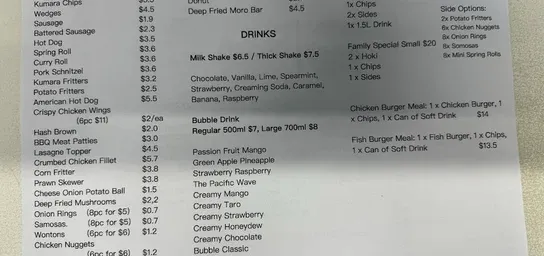 Kumara Chips
Wedges $4.5
Sausage $1.9
Battered Sausage $2.3
Hot Dog $3.5
Spring Roll $3.6
Curry Roll $3.6
Pork Schnitzel $3.6
Kumara Fritters $3.2
Potato Fritters $2.5
American Hot Dog $5.5
Crispy Chicken Wings
(6pc $11) $2/ea
Hash Brown $2.0
BBQ Meat Patties $3.0
Lasagne Topper $4.5
Crumbed Chicken Fillet $5.7
Corn Fritter $3.8
Prawn Skewer $3.8
Cheese Onion Potato Ball $1.5
Deep Fried Mushrooms $2,2
Onion Rings (8pc for $5) $0.7
Samosas. (8pc for $5) $0.7
Wontons (6pc for $6) $1.2
Chicken Nuggets
(6pc for $6) $1.2
Donut
Deep Fried Moro Bar $4.5
DRINKS
Milk Shake $6.5 / Thick Shake $7.5
Chocolate, Vanilla, Lime, Spearmint,
Strawberry, Creaming Soda, Caramel,
Banana, Raspberry
Bubble Drink
Regular 500ml $7, Large 700ml $8
Passion Fruit Mango
Green Apple Pineapple
Strawberry Raspberry
The Pacific Wave
Creamy Mango
Creamy Taro
Creamy Strawberry
Creamy Honeydew
Creamy Chocolate
Bubble Classic
1x Chips
2x Sides
1x 1.5L Drink
Family Special Small $20
2 x Hoki
1 x Chips
1 x Sides
Side Options:
2x Potato Fritters
6x Chicken Nuggets
8x Onion Rings
8x Somosas
8x Mini Spring Rolls
Chicken Burger Meal: 1 x Chicken Burger, 1
x Chips, 1 x Can of Soft Drink $14
Fish Burger Meal: 1 x Fish Burger, 1 x Chips,
1 x Can of Soft Drink $13.5